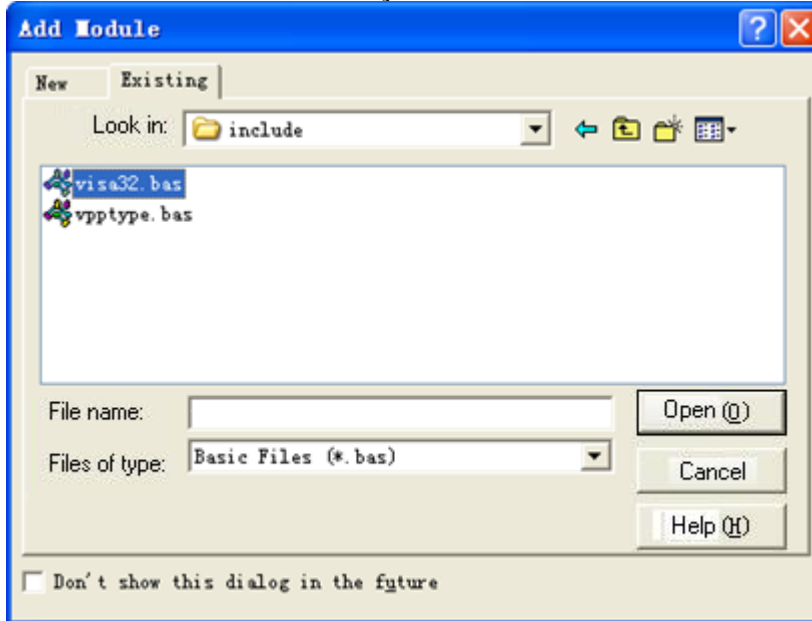 Add Module
New Existing
Look in: include
visa32.bas
vpptype.bas
File name: Open (O)
Files of type: Basic Files (*.bas)
Cancel
Help (H)
Don't show this dialog in the future